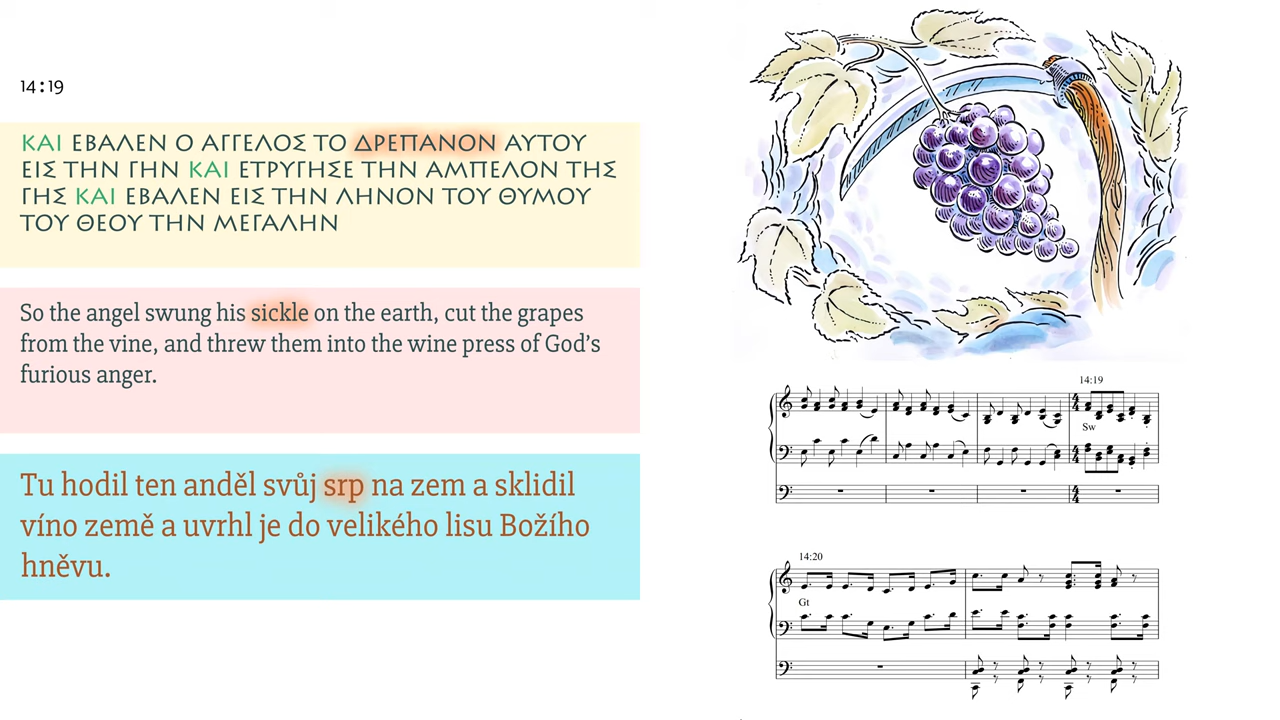 14:19
ΚΑΙ ΕΒΑΛΕΝ Ο ΑΓΓΕΛΟΣ ΤΟ ΔΡΕΠΑΝΟΝ ΑΥΤΟΥ
ΕΙΣ ΤΗΝ ΓΗΝ ΚΑΙ ΕΤΡΥΓΗΣΕ ΤΗΝ ΑΜΠΕΛΟΝ ΤΗΣ
ΓΗΣ ΚΑΙ ΕΒΑΛΕΝ ΕΙΣ ΤΗΝ ΛΗΝΟΝ ΤΟΥ ΘΥΜΟΥ
ΤΟΥ ΘΕΟΥ ΤΗΝ ΜΕΓΑΛΗΝ
So the angel swung his sickle on the earth, cut the grapes
from the vine, and threw them into the wine press of God’s
furious anger.
Tu hodil ten anděl svůj srp na zem a sklidil
víno země a uvrhl je do velikého lisu Božího
hněvu.
14:19
Sw
14:20
Gt